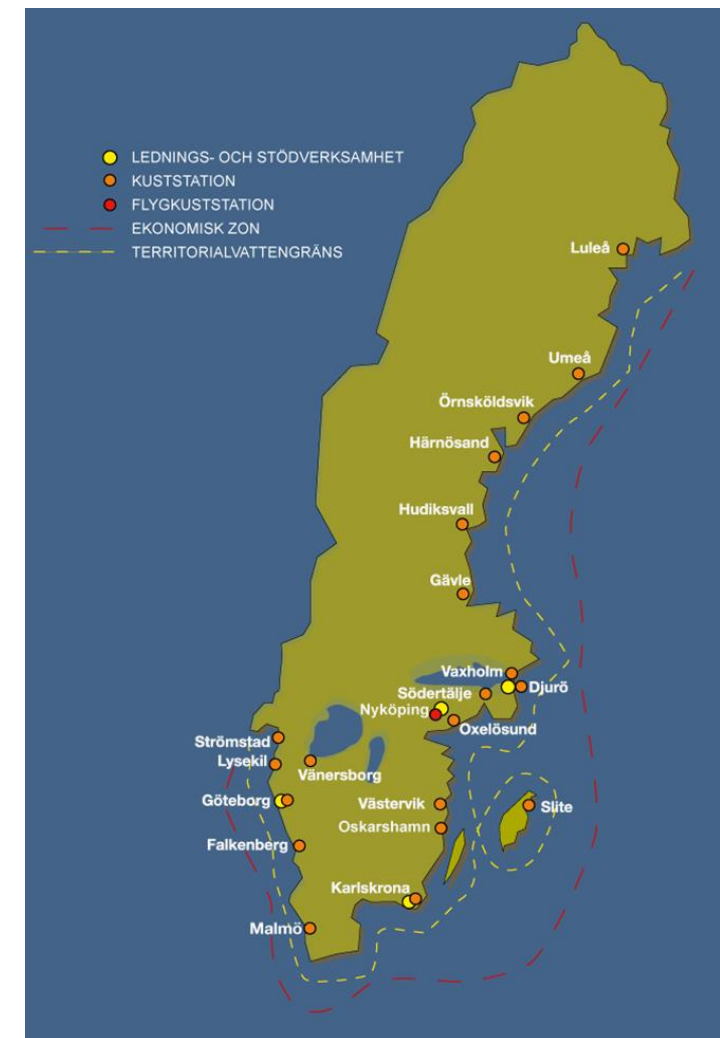 LEDNINGS- OCH STÖDVERKSAMHET
KUSTSTATION
FLYGKUSTSTATION
EKONOMISK ZON
TERRITORIALVATTENGRÄNS
Luleå
Umeå
Örnsköldsvik
Härnösand
Hudiksvall
Gävle
Vaxholm
Djurö
Södertälje
Nyköping
Oxelösund
Strömstad
Lysekil
Vänersborg
Göteborg
Västervik
Slite
Oskarshamn
Falkenberg
Karlskrona
Malmö